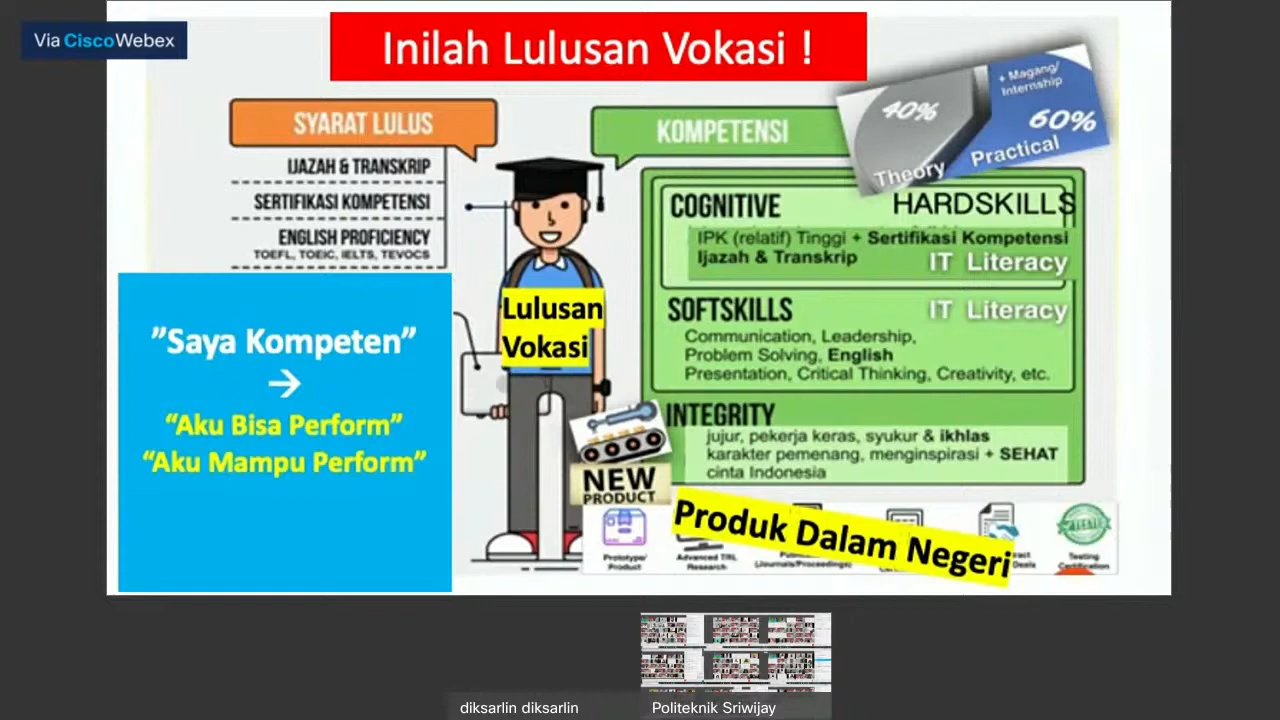 Via CiscoWebex
Inilah Lulusan Vokasi !
SYARAT LULUS
IJAZAH & TRANSKRIP
SERTIFIKASI KOMPETENSI
ENGLISH PROFICIENCY
TOEFL, TOEIC, IELTS, TEVOCS
”Saya Kompeten”
→
“Aku Bisa Perform”
“Aku Mampu Perform”
Lulusan
Vokasi
KOMPETENSI
40%
Theory
+ Magang/
Internship
60%
Practical
COGNITIVE
HARDSKILLS
IPK (relatif) Tinggi + Sertifikasi Kompetensi
Ijazah & Transkrip
IT Literacy
SOFTSKILLS
IT Literacy
Communication, Leadership,
Problem Solving, English
Presentation, Critical Thinking, Creativity, etc.
INTEGRITY
jujur, pekerja keras, syukur & ikhlas
karakter pemenang, menginspirasi + SEHAT
cinta Indonesia
NEW
PRODUCT
Produk Dalam Negeri
Prototype/
Product
Advanced TRL
Research
(Journals/Proceedings)
Deals
TESTED
Testing
Certification
diksarlin diksarlin
Politeknik Sriwijay